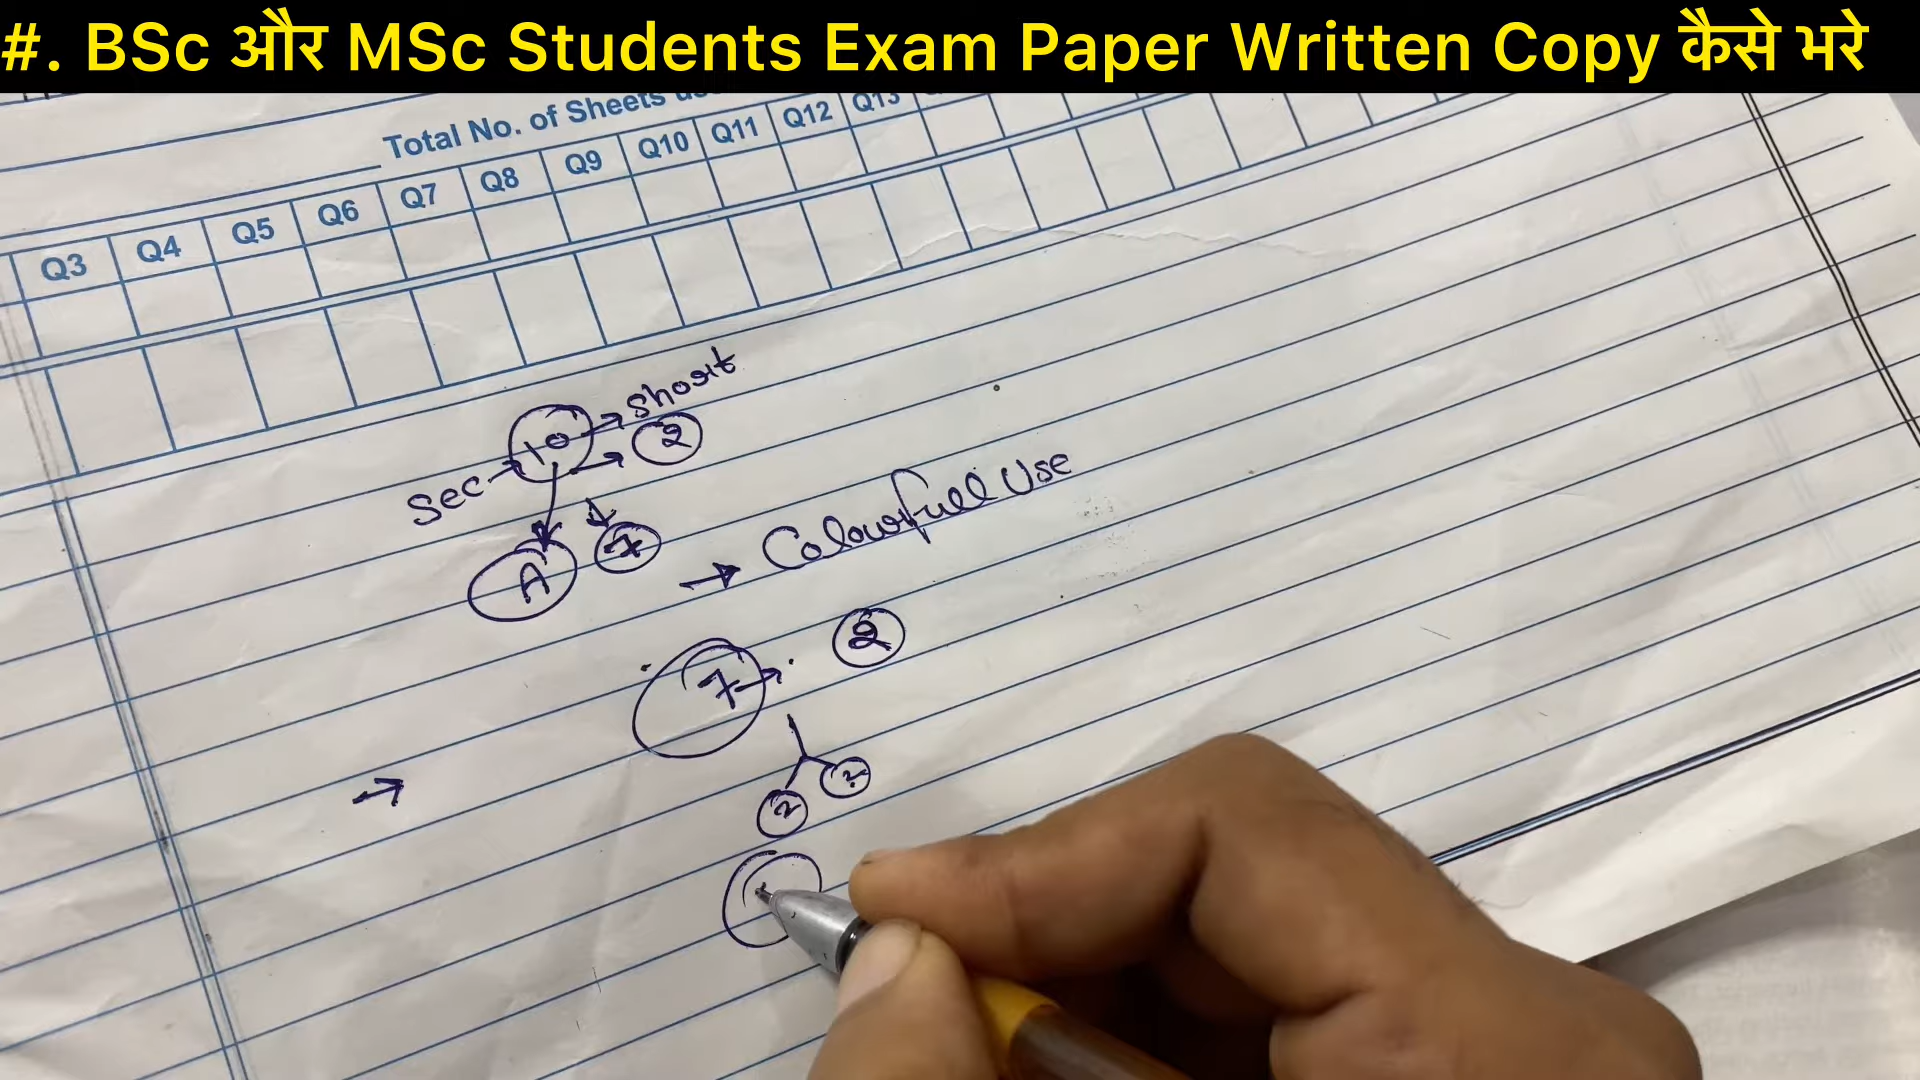 #. BSc और MSc Students Exam Paper Written Copy कैसे भरे
Total No. of Sheets
Q3 Q4 Q5 Q6 Q7 Q8 Q9 Q10 Q11 Q12 Q13
Sec 10 short
2
A 7
Colourfull Use
7 2
2 2